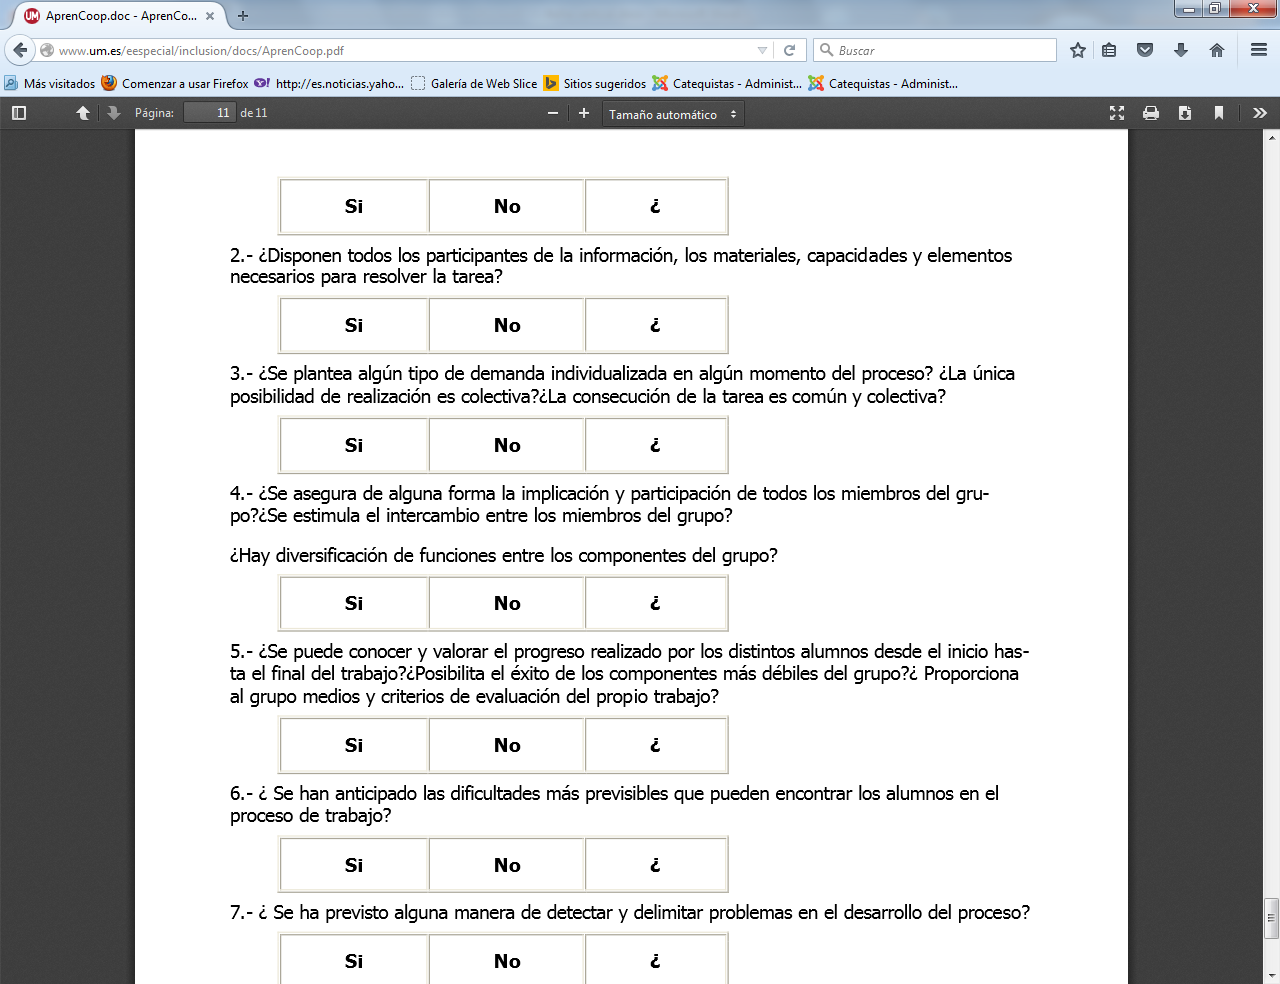 AprenCoop.doc - AprenCo...
www.um.es/eespecial/inclusion/docs/AprenCoop.pdf
Buscar
Más visitados Comenzar a usar Firefox http://es.noticias.yaho... Galería de Web Slice Sitios sugeridos Catequistas - Administ... Catequistas - Administ...
Página: 11 de 11 Tamaño automático
Si No ¿
2.- ¿Disponen todos los participantes de la información, los materiales, capacidades y elementos
necesarios para resolver la tarea?
Si No ¿
3.- ¿Se plantea algún tipo de demanda individualizada en algún momento del proceso? ¿La única
posibilidad de realización es colectiva?¿La consecución de la tarea es común y colectiva?
Si No ¿
4.- ¿Se asegura de alguna forma la implicación y participación de todos los miembros del gru-
po?¿Se estimula el intercambio entre los miembros del grupo?
¿Hay diversificación de funciones entre los componentes del grupo?
Si No ¿
5.- ¿Se puede conocer y valorar el progreso realizado por los distintos alumnos desde el inicio has-
ta el final del trabajo?¿Posibilita el éxito de los componentes más débiles del grupo?¿ Proporciona
al grupo medios y criterios de evaluación del propio trabajo?
Si No ¿
6.- ¿ Se han anticipado las dificultades más previsibles que pueden encontrar los alumnos en el
proceso de trabajo?
Si No ¿
7.- ¿ Se ha previsto alguna manera de detectar y delimitar problemas en el desarrollo del proceso?
Si No ¿